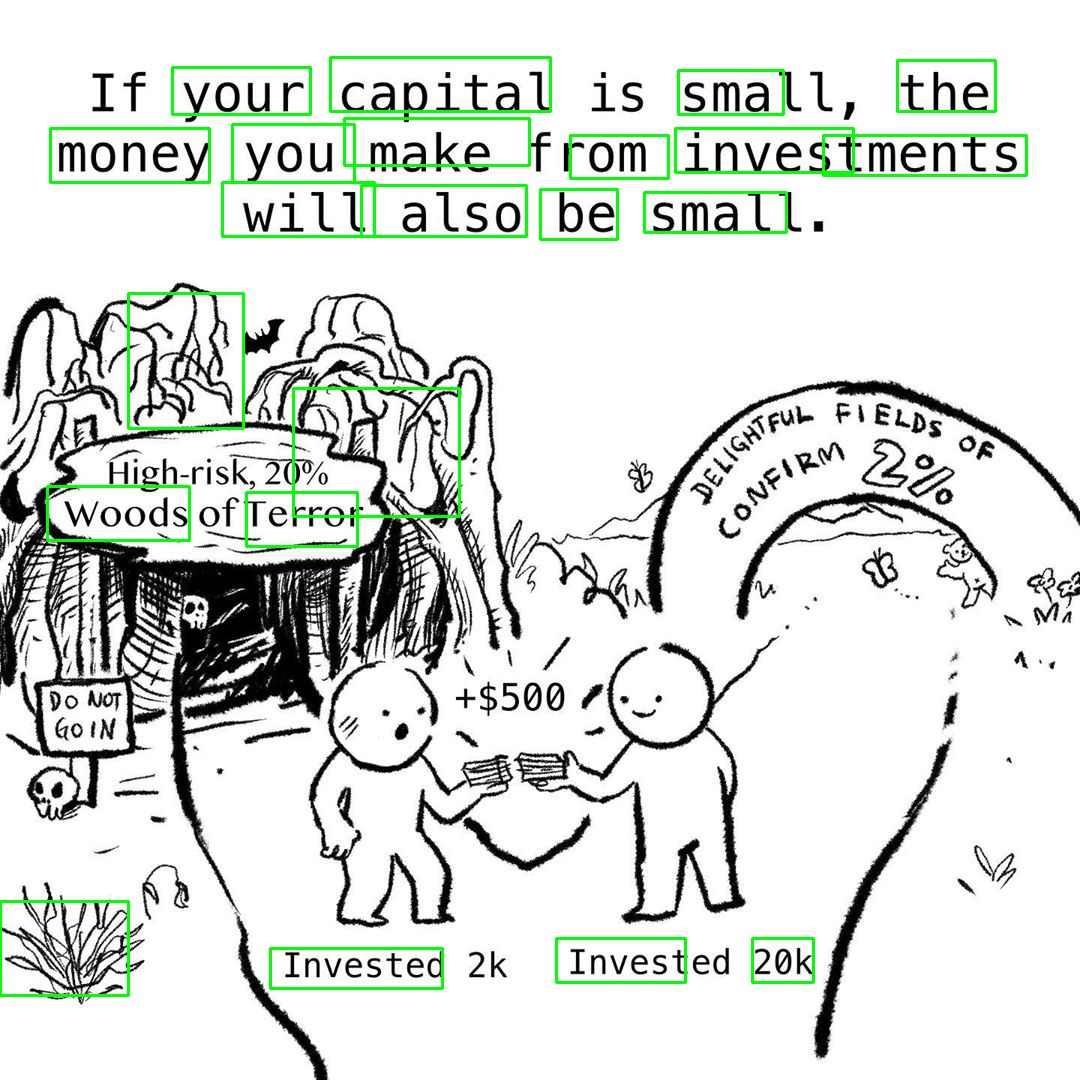 If your capital is small, the
money you make from investments
will also be small.
High-risk, 20%
Woods of Terror
DELIGHTFUL FIELDS OF
CONFIRM 2%
DO NOT
GO IN
+$500
Invested 2k
Invested 20k